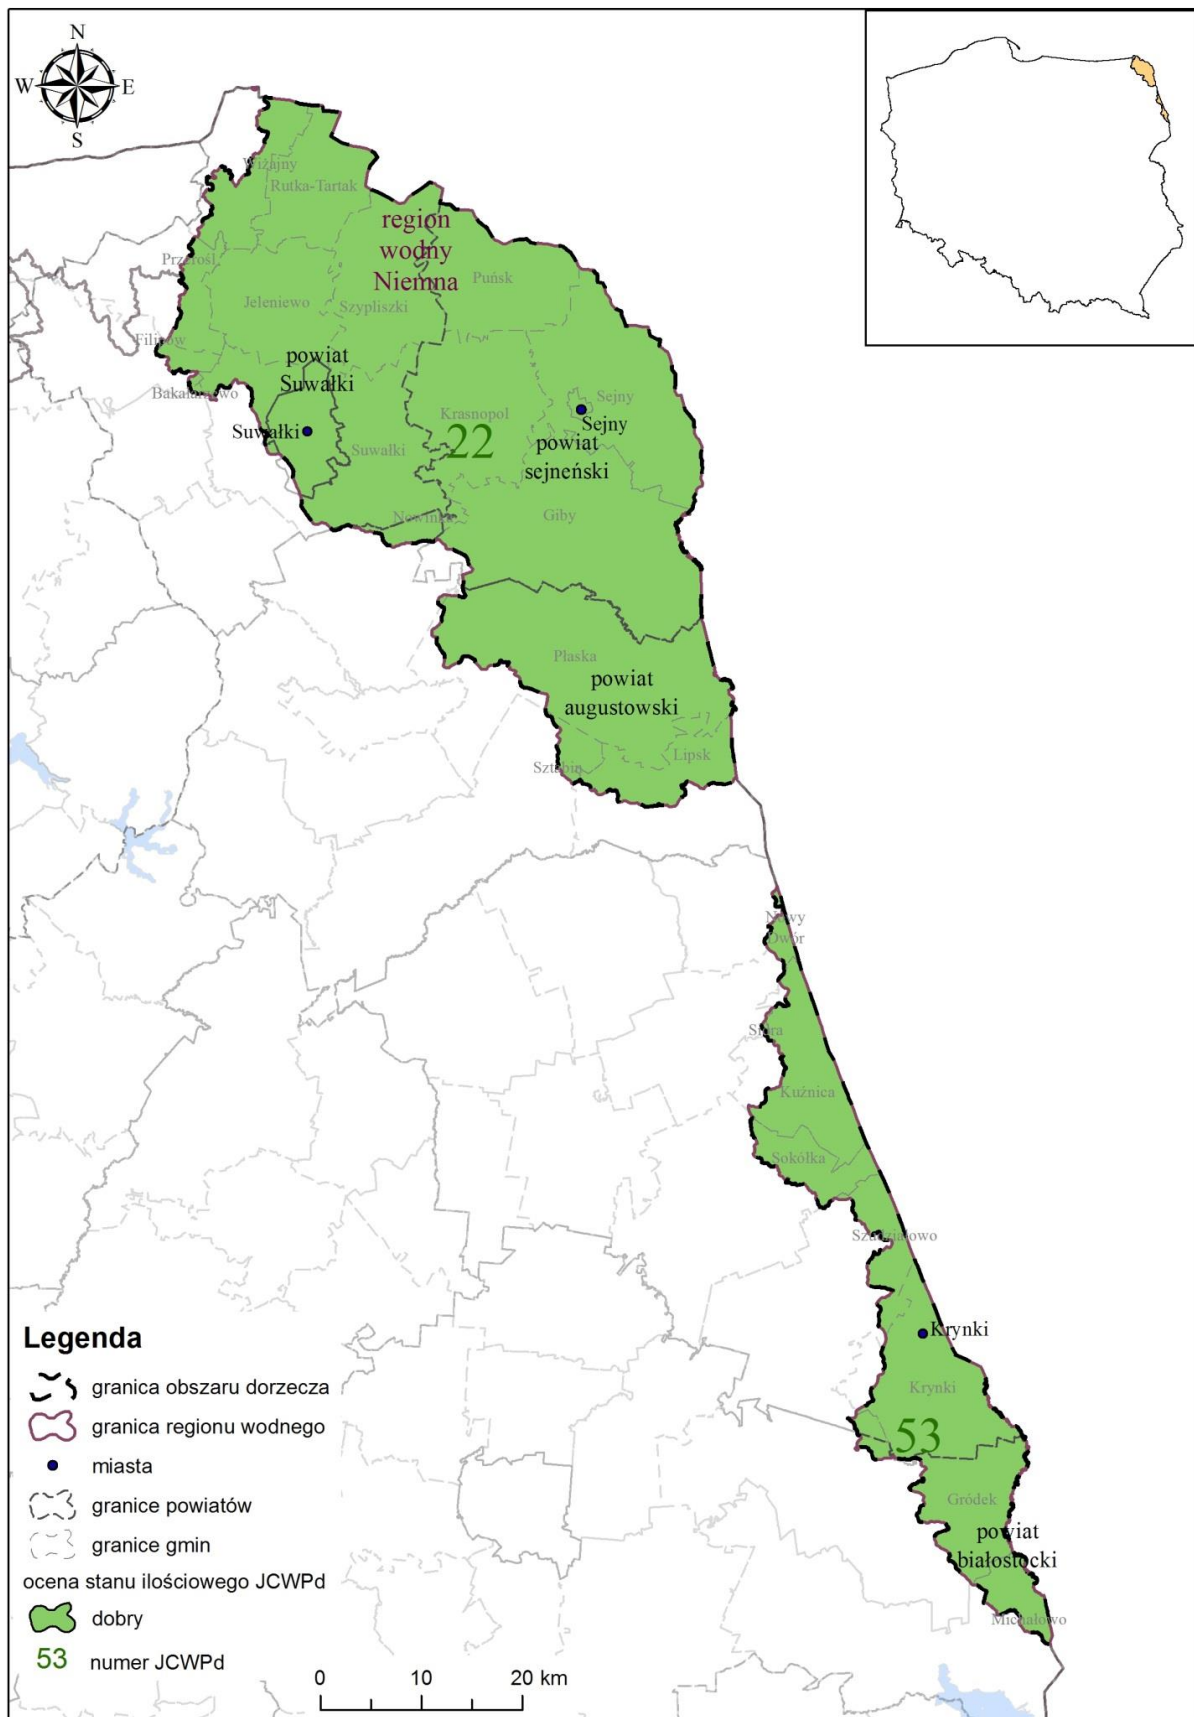 N
W E
S
Wiżajny
Rutka-Tartak
region
wodny
Niemna
Przerośl
Puńsk
Jeleniewo
Szypliszki
Filipów
powiat
Suwałki
Bakałarzewo
Sejny
Krasnopol
Sejny
Suwałki
22
powiat
sejneński
Suwałki
Nowinka
Giby
Płaska
powiat
augustowski
Lipsk
Sztabin
Nowy
Dwór
Sidra
Kuźnica
Sokółka
Szudziałowo
Krynki
Krynki
53
Gródek
powiat
białostocki
Michałowo
Legenda
granica obszaru dorzecza
granica regionu wodnego
miasta
granice powiatów
granice gmin
ocena stanu ilościowego JCWPd
dobry
53 numer JCWPd
0 10 20 km